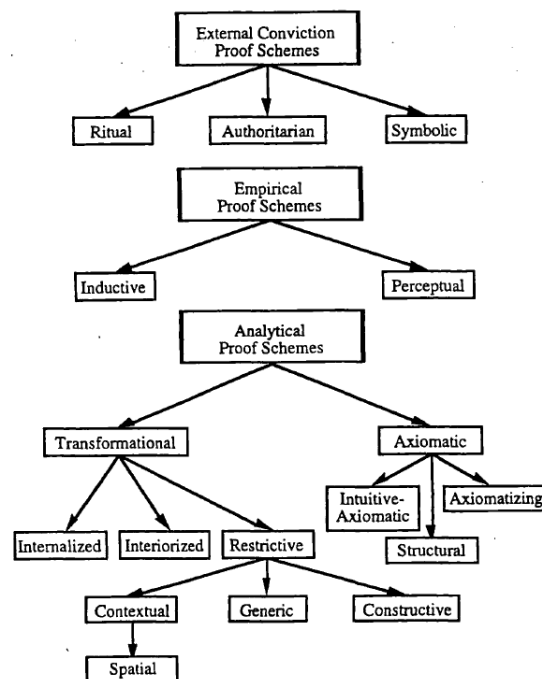 External Conviction
Proof Schemes
Ritual
Authoritarian
Symbolic
Empirical
Proof Schemes
Inductive
Perceptual
Analytical
Proof Schemes
Transformational
Axiomatic
Intuitive-
Axiomatic
Axiomatizing
Internalized
Interiorized
Restrictive
Structural
Contextual
Generic
Constructive
Spatial